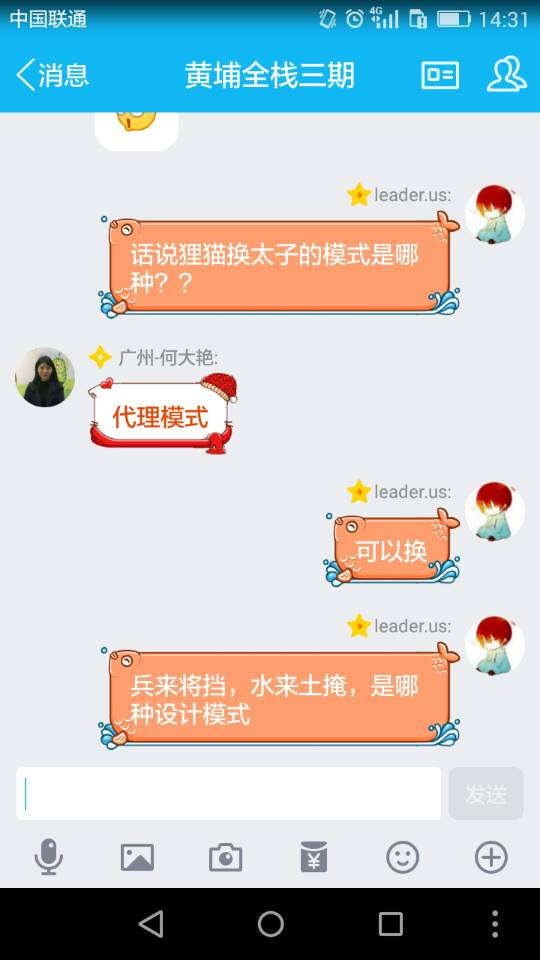 中国联通
4G
14:31
消息
黄埔全栈三期
leader.us:
话说狸猫换太子的模式是哪
种？？
广州-何大艳:
代理模式
leader.us:
可以换
leader.us:
兵来将挡，水来土掩，是哪
种设计模式
发送
¥